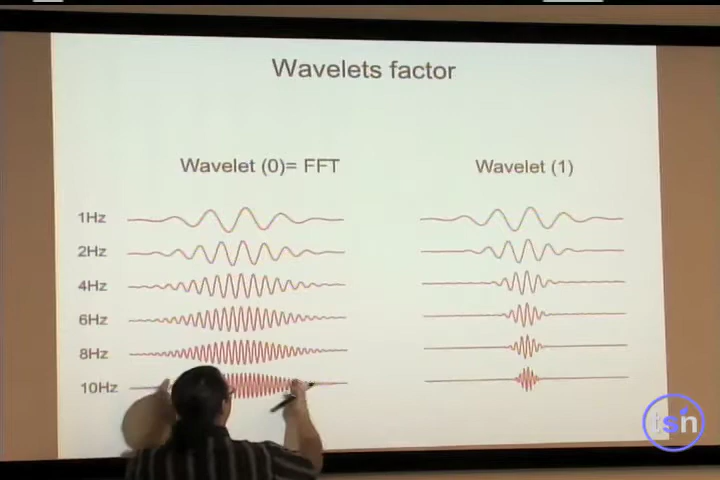 Wavelets factor
Wavelet (0)= FFT
Wavelet (1)
1Hz
2Hz
4Hz
6Hz
8Hz
10Hz
isn